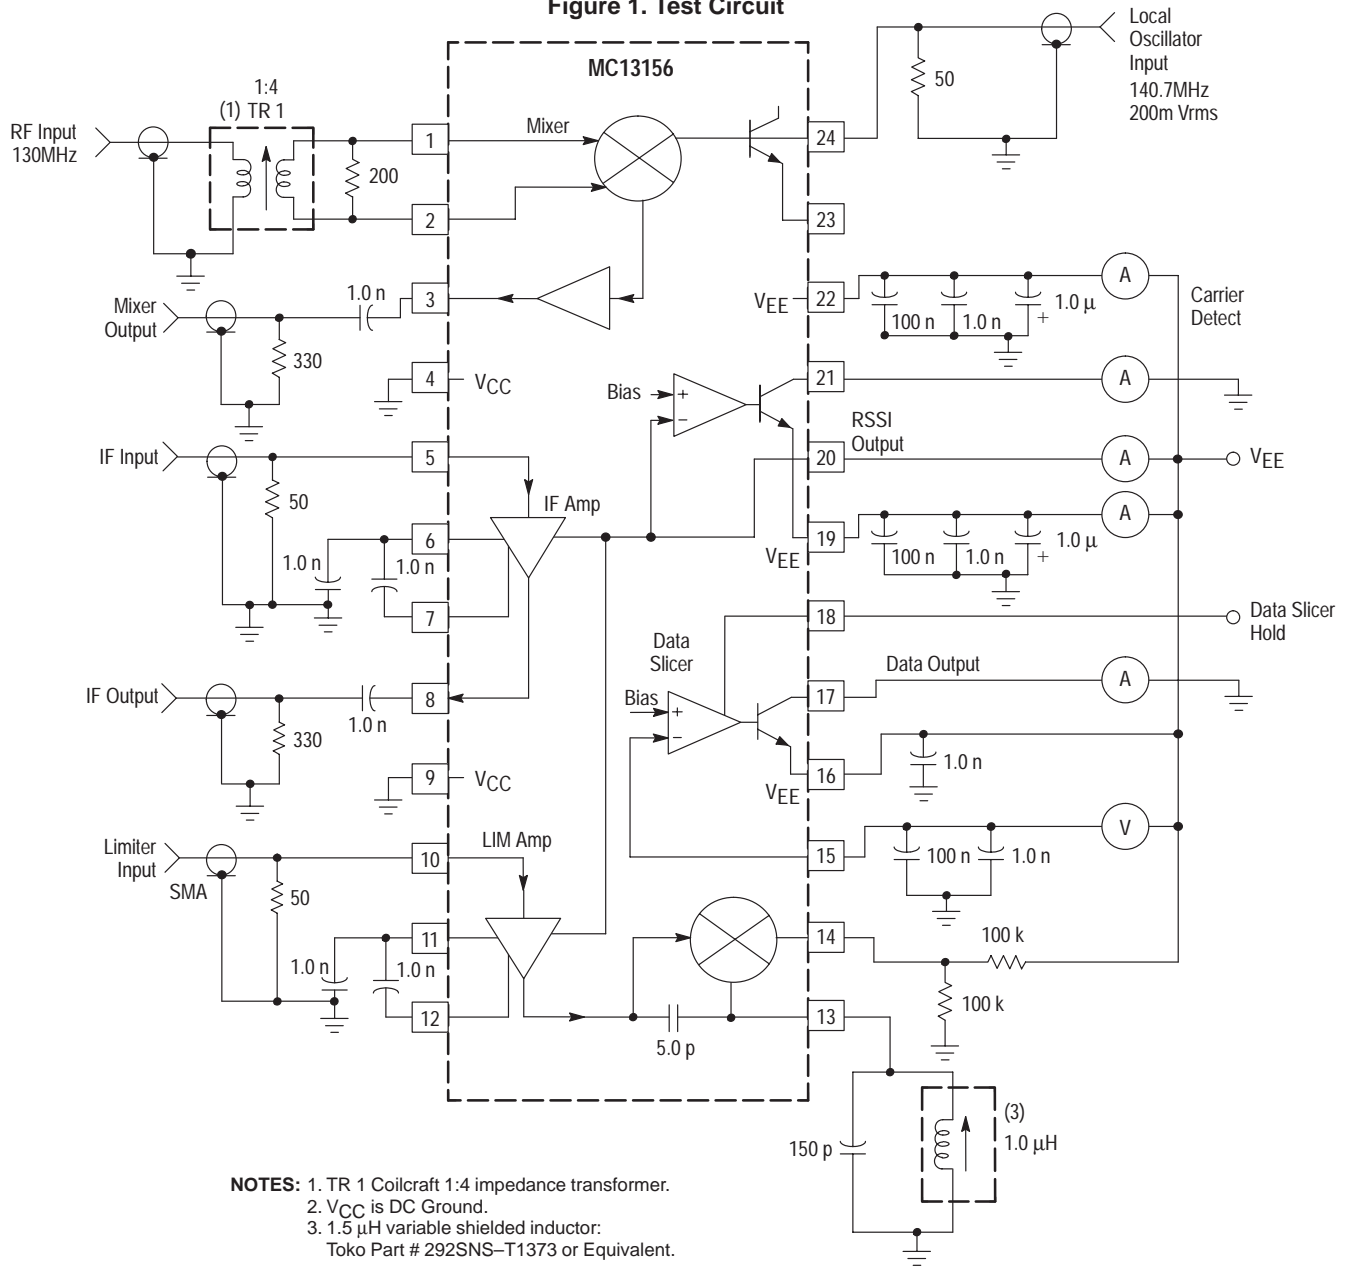 Figure 1. Test Circuit
MC13156
1:4
(1) TR 1
RF Input
130MHz
200
1
2
Mixer
24
23
50
Local
Oscillator
Input
140.7MHz
200m Vrms
Mixer
Output
1.0 n
330
3
VEE
22
100 n
1.0 n
1.0 µ
+
A
Carrier
Detect
4
VCC
Bias
+
−
21
A
IF Input
50
5
IF Amp
RSSI
Output
20
A
VEE
1.0 n
1.0 n
6
7
VEE
19
100 n
1.0 n
1.0 µ
+
A
18
Data Slicer
Hold
Data
Slicer
Bias
+
−
Data Output
17
A
IF Output
1.0 n
330
8
VEE
16
1.0 n
9
VCC
Limiter
Input
SMA
50
10
LIM Amp
15
100 n
1.0 n
V
1.0 n
1.0 n
11
12
14
100 k
100 k
5.0 p
13
150 p
(3)
1.0 µH
NOTES: 1. TR 1 Coilcraft 1:4 impedance transformer.
2. VCC is DC Ground.
3. 1.5 µH variable shielded inductor:
Toko Part # 292SNS–T1373 or Equivalent.